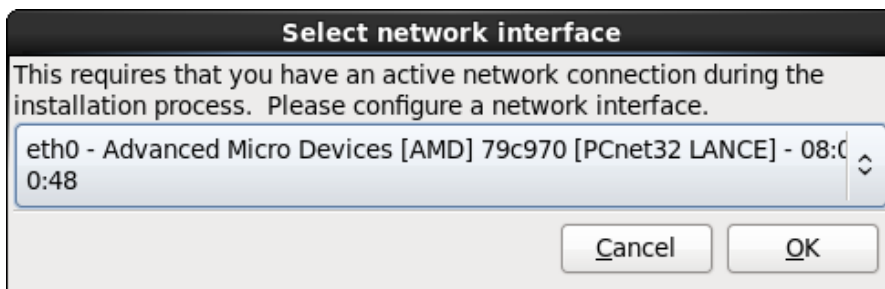 Select network interface
This requires that you have an active network connection during the
installation process.  Please configure a network interface.
eth0 - Advanced Micro Devices [AMD] 79c970 [PCnet32 LANCE] - 08:
0:48
Cancel
OK